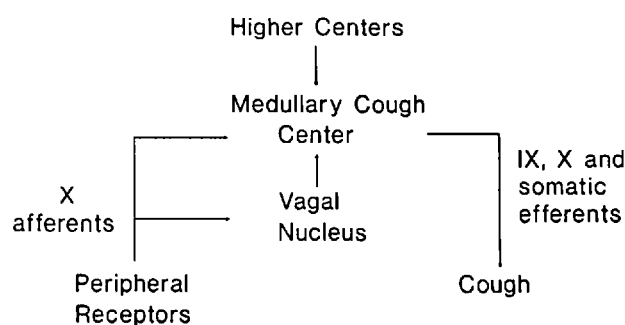 Higher Centers
Medullary Cough
Center
IX, X and
somatic
efferents
X
afferents
Vagal
Nucleus
Peripheral
Receptors
Cough